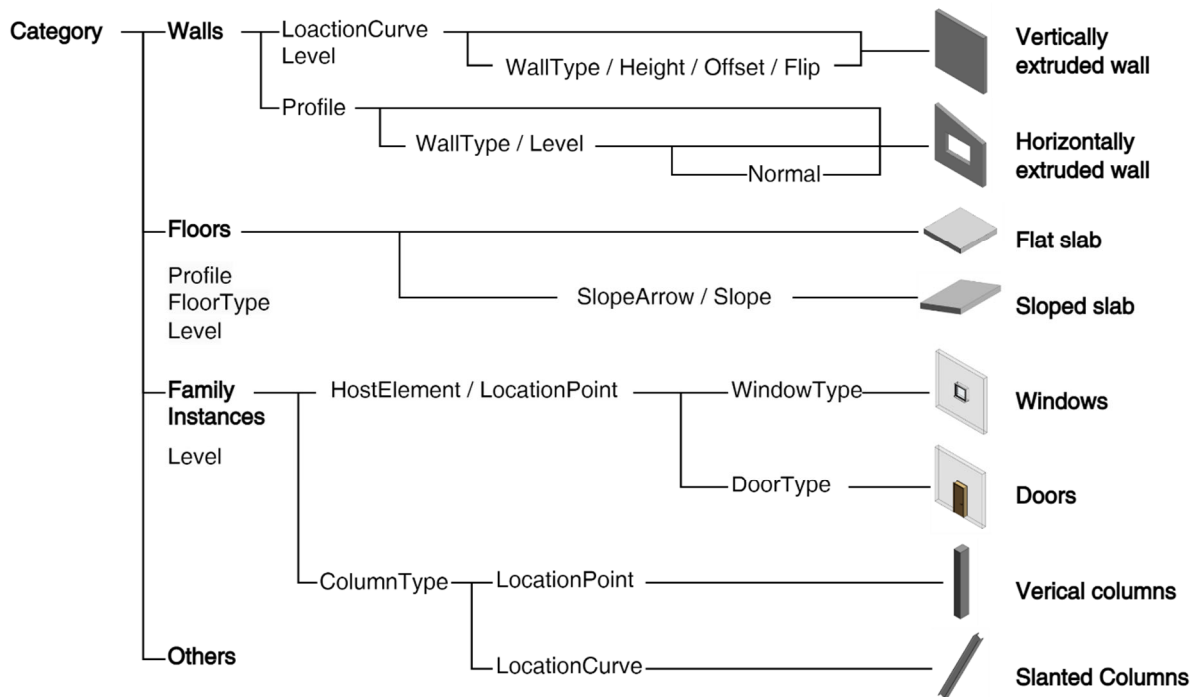 Category
Walls
LoactionCurve
Level
WallType / Height / Offset / Flip
Vertically
extruded wall
Profile
WallType / Level
Normal
Horizontally
extruded wall
Floors
Profile
FloorType
Level
Flat slab
SlopeArrow / Slope
Sloped slab
Family
Instances
Level
HostElement / LocationPoint
WindowType
Windows
DoorType
Doors
ColumnType
LocationPoint
Verical columns
LocationCurve
Slanted Columns
Others